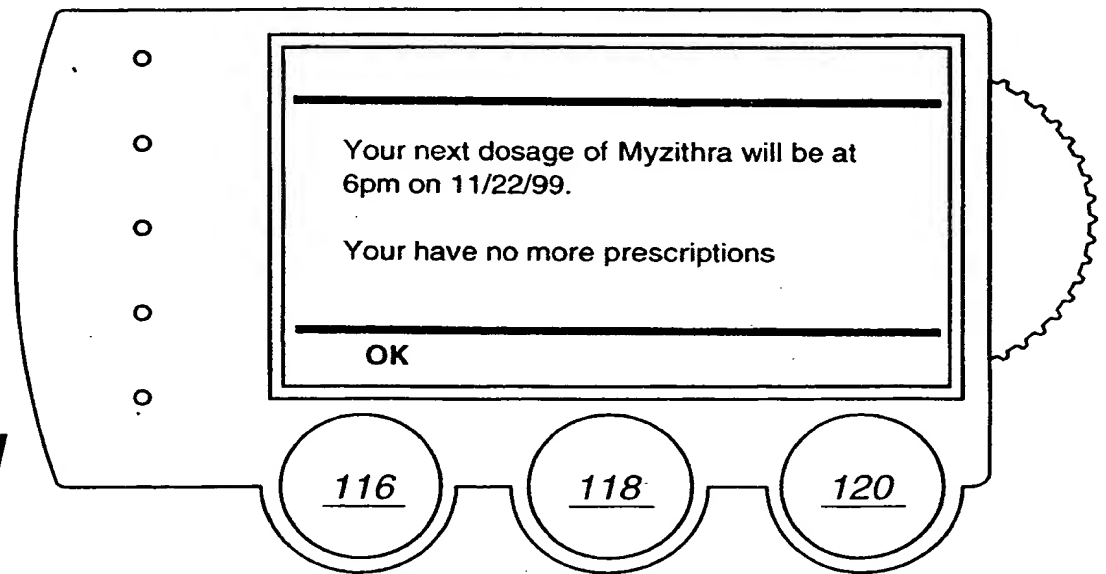 Your next dosage of Myzithra will be at
6pm on 11/22/99.
Your have no more prescriptions
OK
116 118 120